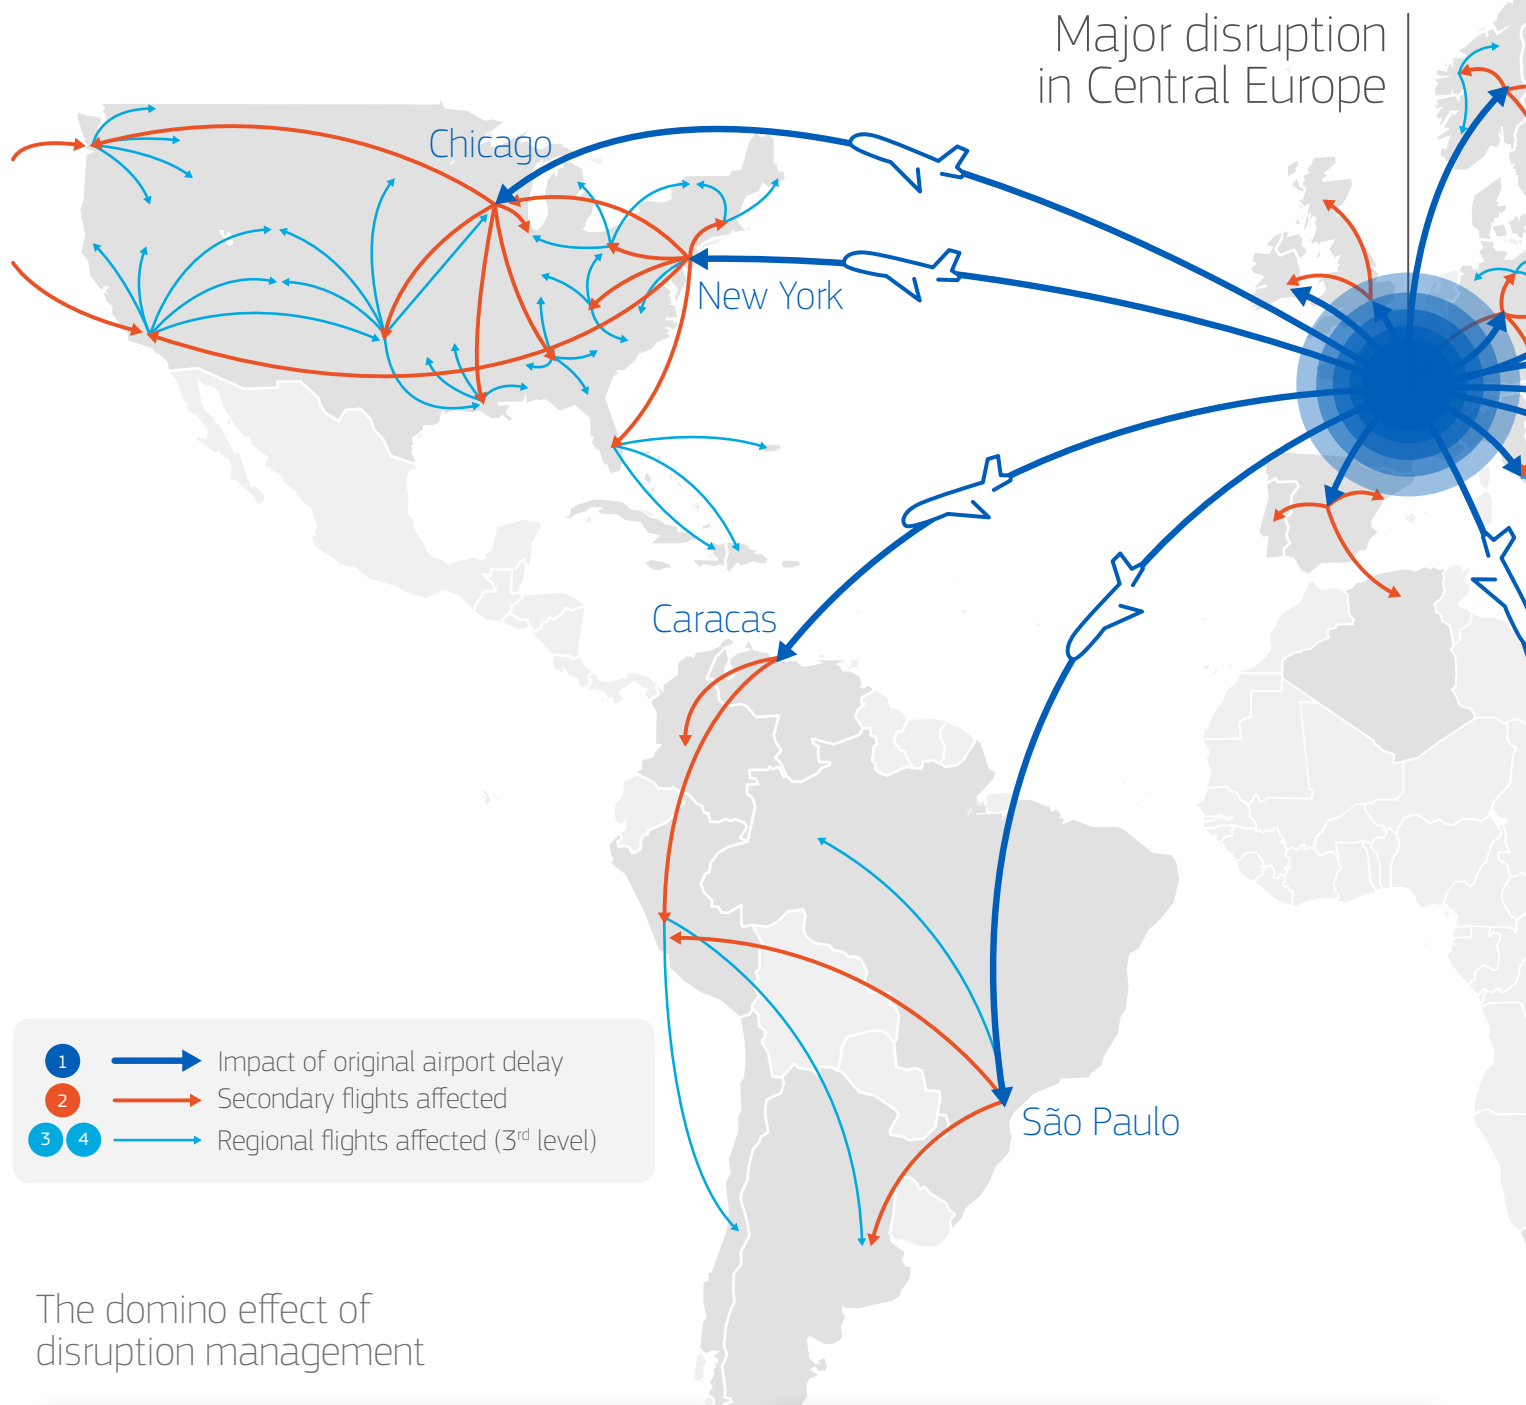 Major disruption
in Central Europe
Chicago
New York
Caracas
São Paulo
1 Impact of original airport delay
2 Secondary flights affected
3 4 Regional flights affected (3rd level)
The domino effect of
disruption management